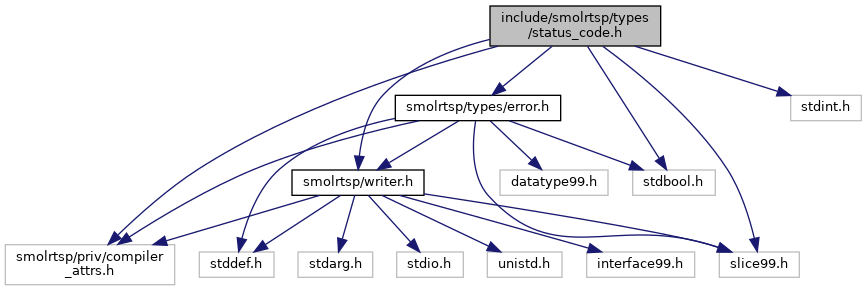 include/smolrtsp/types
/status_code.h
smolrtsp/types/error.h
stdint.h
smolrtsp/writer.h
datatype99.h
stdbool.h
smolrtsp/priv/compiler
_attrs.h
stddef.h
stdarg.h
stdio.h
unistd.h
interface99.h
slice99.h